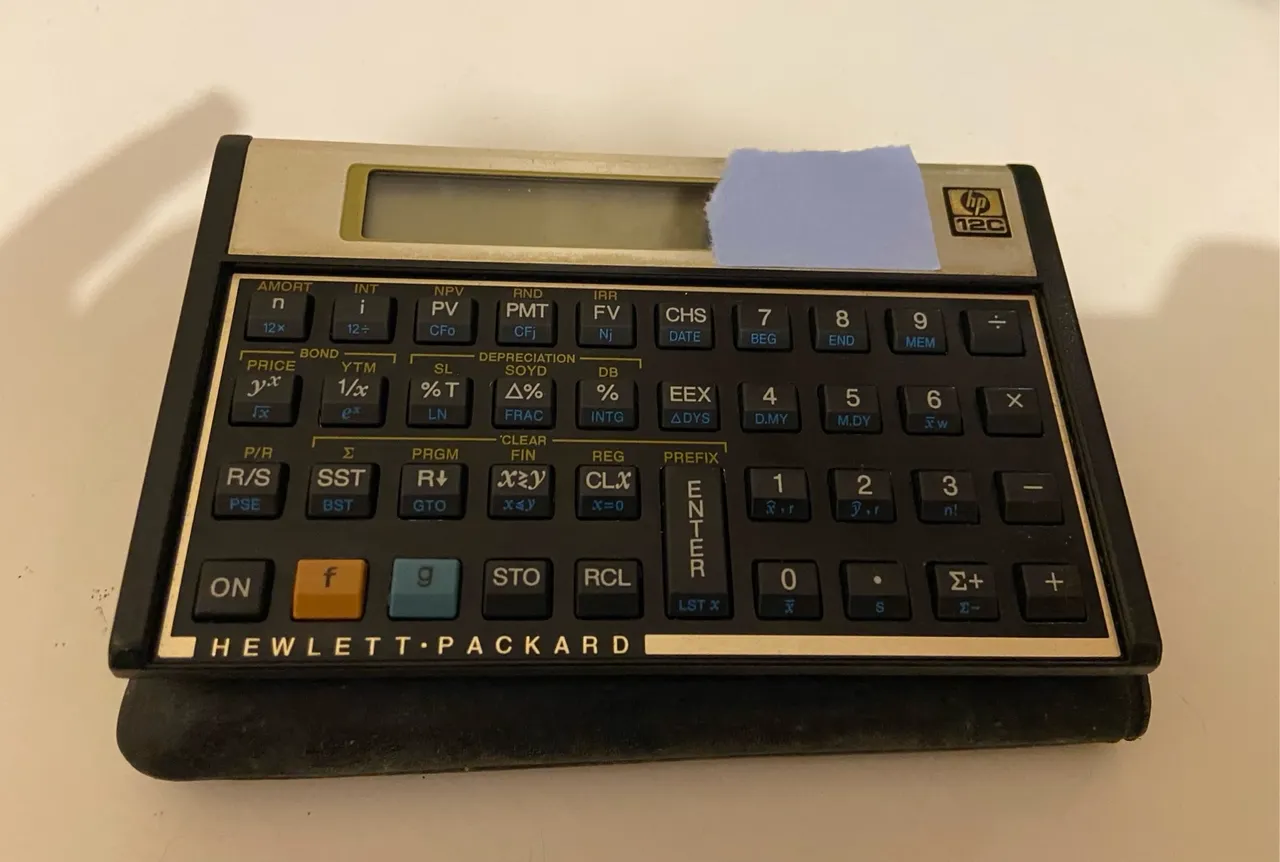 hp
12C
AMORT INT NPV RND IRR
n i PV PMT FV CHS 7 8 9 ÷
12× 12÷ CFo CFj Nj DATE BEG END MEM
BOND DEPRECIATION
PRICE YTM SL SOYD DB
yˣ 1/x %T Δ% % EEX 4 5 6 ×
√x eˣ LN FRAC INTG ΔDYS D.MY M.DY x̄w
CLEAR
P/R Σ PRGM FIN REG PREFIX
R/S SST R↓ x≷y CLx ENTER 1 2 3 −
PSE BST GTO x≤y x=0 x̂,r ŷ,r n!
ON f g STO RCL 0 • Σ+ +
LST x x̄ s Σ−
HEWLETT·PACKARD